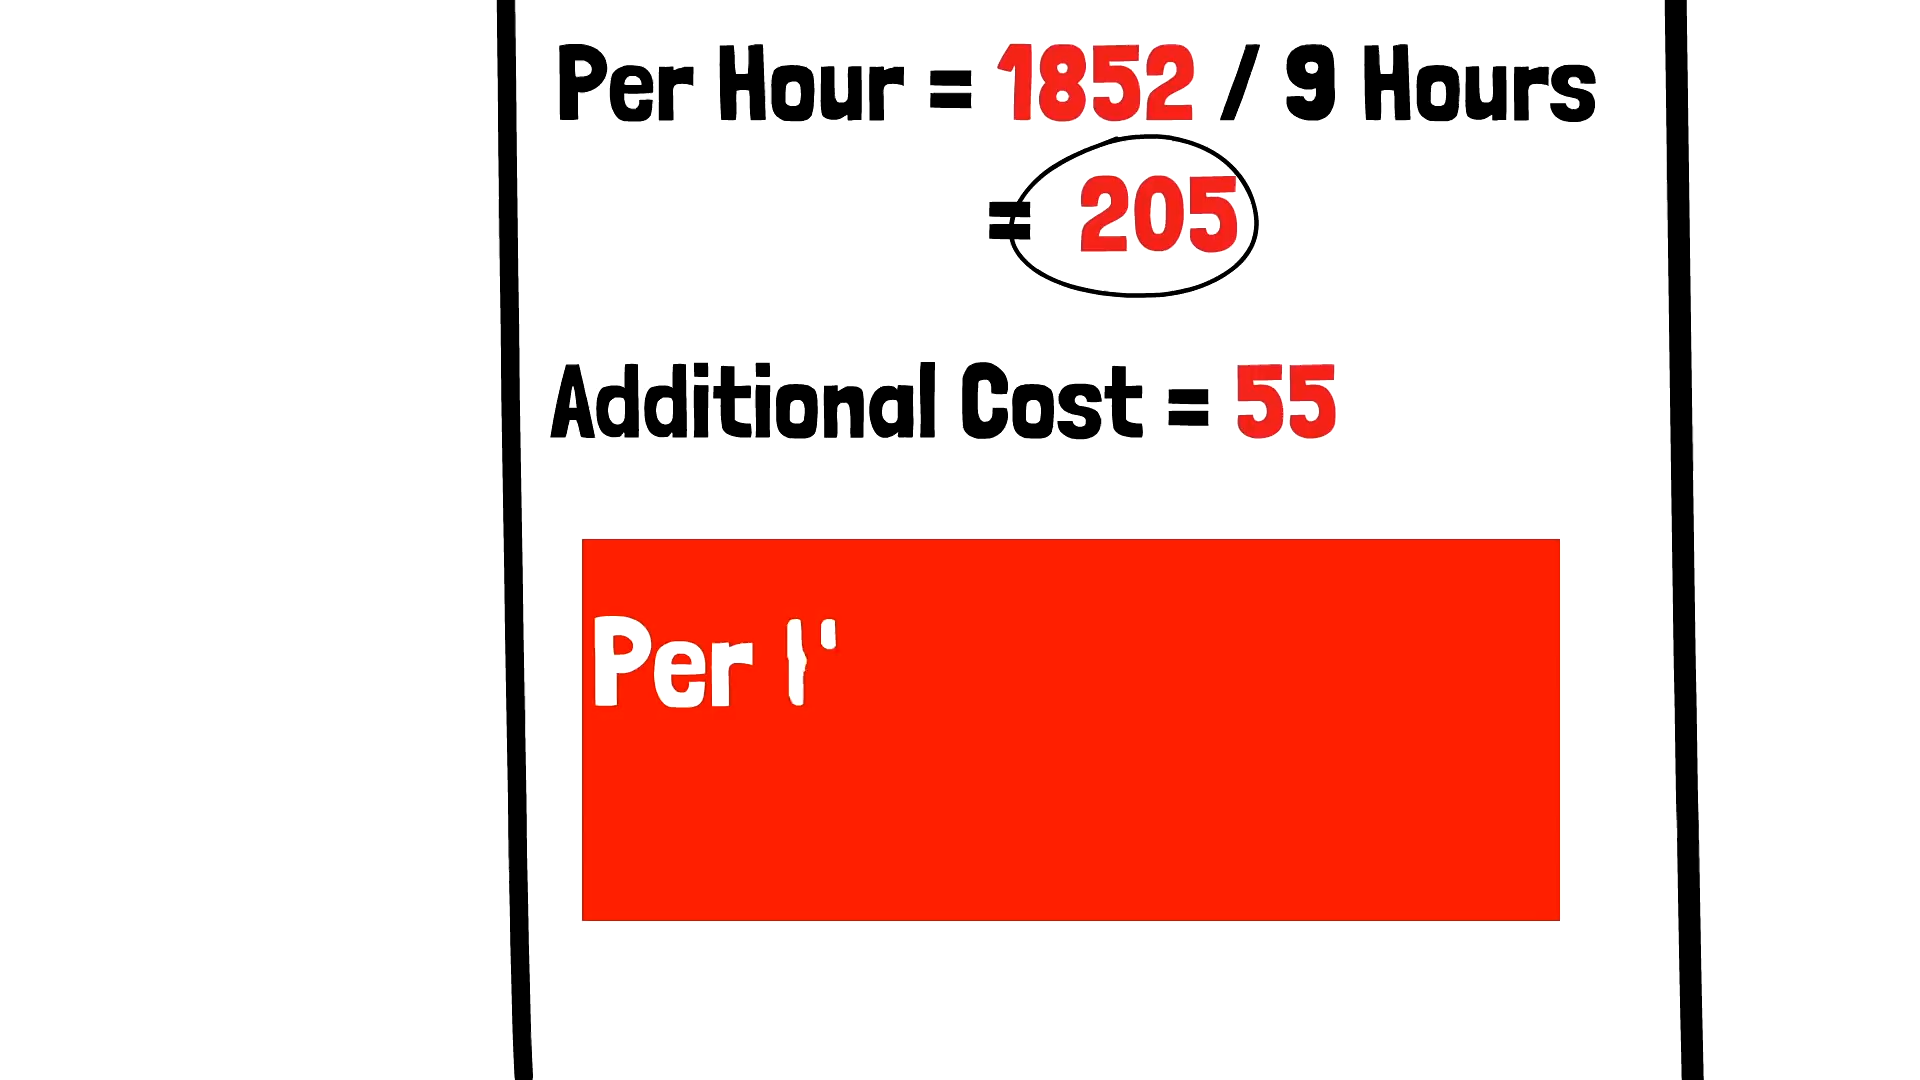 Per Hour = 1852 / 9 Hours
= 205
Additional Cost = 55
Per